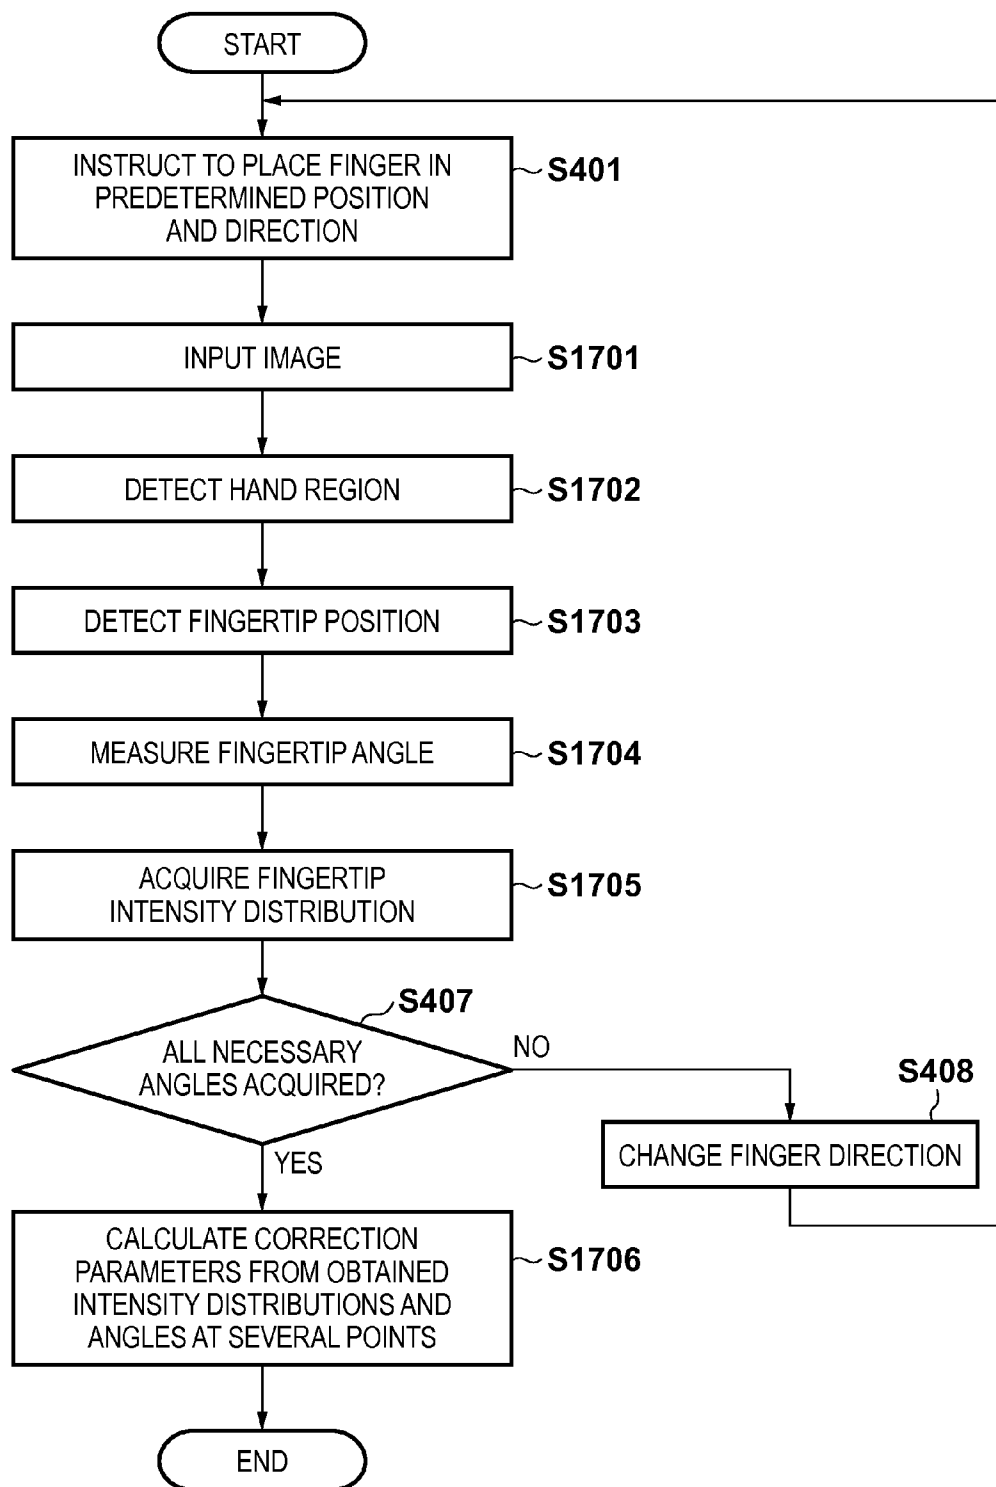 START
INSTRUCT TO PLACE FINGER IN
PREDETERMINED POSITION
AND DIRECTION
S401
INPUT IMAGE
S1701
DETECT HAND REGION
S1702
DETECT FINGERTIP POSITION
S1703
MEASURE FINGERTIP ANGLE
S1704
ACQUIRE FINGERTIP
INTENSITY DISTRIBUTION
S1705
S407
ALL NECESSARY
ANGLES ACQUIRED?
NO
S408
CHANGE FINGER DIRECTION
YES
CALCULATE CORRECTION
PARAMETERS FROM OBTAINED
INTENSITY DISTRIBUTIONS AND
ANGLES AT SEVERAL POINTS
S1706
END